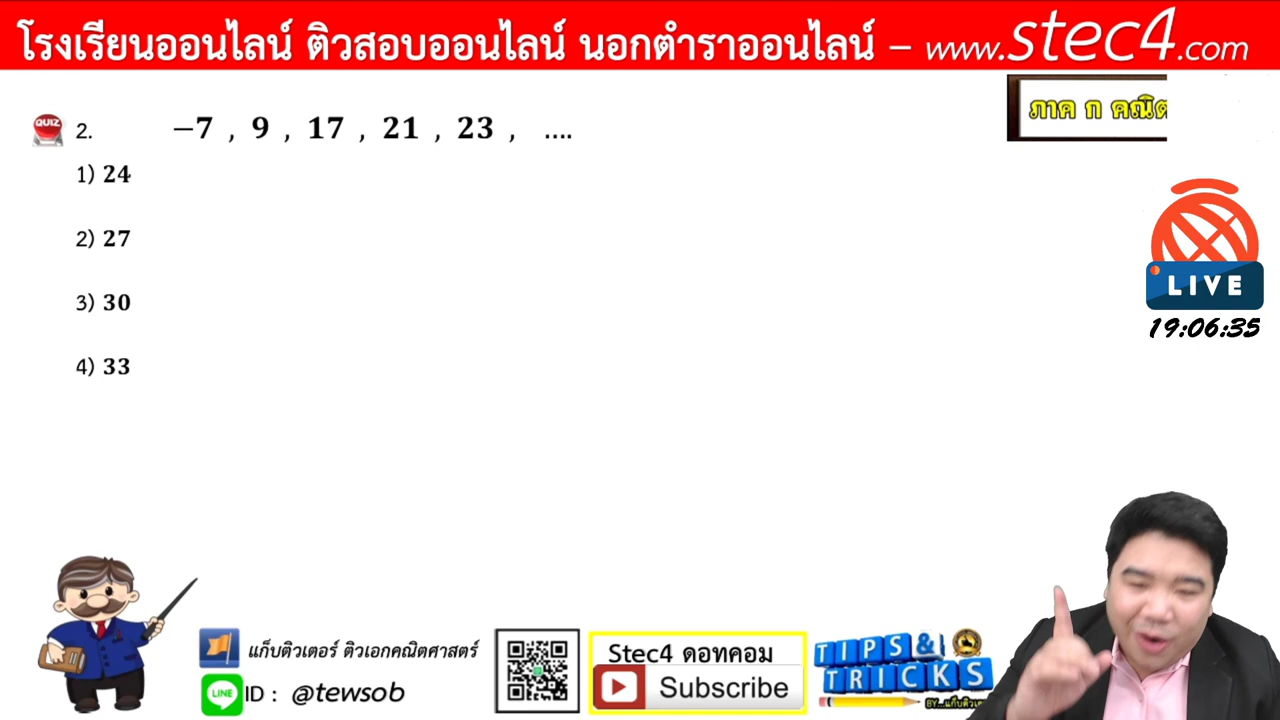 โรงเรียนออนไลน์ ติวสอบออนไลน์ นอกตำราออนไลน์ – www.stec4.com
ภาค ก คณิต
QUIZ 2. −7 , 9 , 17 , 21 , 23 , ....
1) 24
2) 27
3) 30
4) 33
LIVE
19:06:35
แก็บติวเตอร์ ติวเอกคณิตศาสตร์
LINE ID : @tewsob
Stec4 ดอทคอม
Subscribe
TIPS &
TRICKS